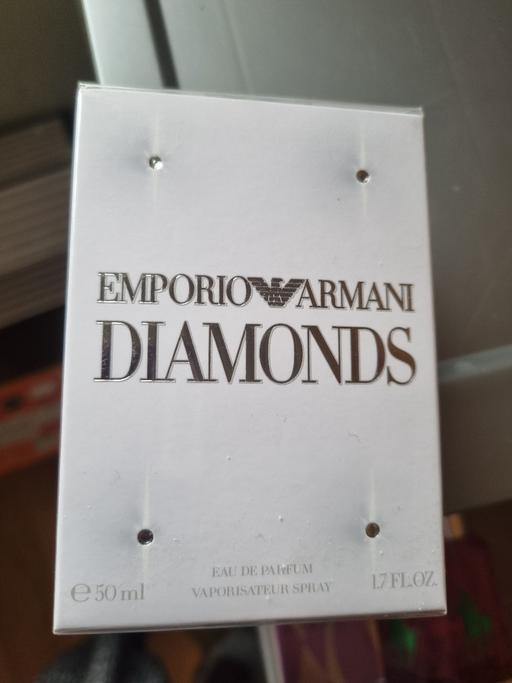 EMPORIO ARMANI
DIAMONDS
EAU DE PARFUM
℮ 50 ml VAPORISATEUR SPRAY 1.7 FL.OZ.